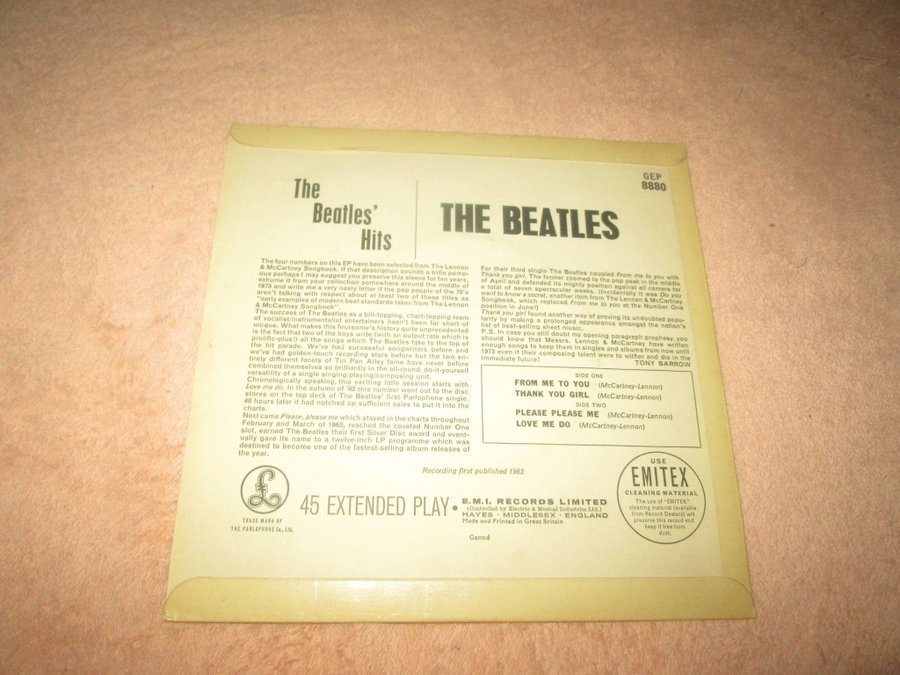 The
Beatles'
Hits
THE BEATLES
GEP
8880
The four numbers on this EP have been selected from The Lennon
& McCartney Songbook. If that description sounds a trifle pomp-
ous perhaps I may suggest you preserve this sleeve for ten years,
exhume it from your collection somewhere around the middle of
1973 and write me a very nasty letter if the pop people of the 70's
aren't talking with respect about at least two of these titles as
"early examples of modern beat standards taken from The Lennon
& McCartney Songbook".
The success of The Beatles as a bill-topping, chart-topping team
of vocalist/instrumentalist entertainers hasn't been far short of
unique. What makes this foursome's history quite unprecedented
is the fact that two of the boys write (with an output rate which is
prolific-plus!) all the songs which The Beatles take to the top of
the hit parade. We've had successful songwriters before and
we've had golden-touch recording stars before but the two en-
tirely different facets of Tin Pan Alley fame have never before
combined themselves so brilliantly in the all-round, do-it-yourself
versatility of a single singing/playing/composing unit.
Chronologically speaking, this exciting little session starts with
Love me do. In the autumn of '62 this number went out to the disc
stores on the top deck of The Beatles' first Parlophone single.
48 hours later it had notched up sufficient sales to put it into the
charts.
Next came Please, please me which stayed in the charts throughout
February and March of 1963, reached the coveted Number One
slot, earned The Beatles their first Silver Disc award and event-
ually gave its name to a twelve-inch LP programme which was
destined to become one of the fastest-selling album releases of
the year.
For their third single The Beatles coupled From me to you with
Thank you girl. The former zoomed to the pop peak in the middle
of April and defended its mighty position against all comers for
a total of seven spectacular weeks. (Incidentally it was Do you
want to know a secret, another item from The Lennon & McCartney
Songbook, which replaced From me to you at the Number One
position in June!)
Thank you girl found another way of proving its undoubted popu-
larity by making a prolonged appearance amongst the nation's
list of best-selling sheet music.
P.S. In case you still doubt my opening paragraph prophesy, you
should know that Messrs. Lennon & McCartney have written
enough songs to keep them in singles and albums from now until
1973 even if their composing talent were to wither and die in the
immediate future!
TONY BARROW
SIDE ONE
FROM ME TO YOU (McCartney-Lennon)
THANK YOU GIRL (McCartney-Lennon)
SIDE TWO
PLEASE PLEASE ME (McCartney-Lennon)
LOVE ME DO (McCartney-Lennon)
Recording first published 1963
£
TRADE MARK OF
THE PARLOPHONE Co., Ltd.
45 EXTENDED PLAY •
E.M.I. RECORDS LIMITED
(Controlled by Electric & Musical Industries Ltd.)
HAYES • MIDDLESEX • ENGLAND
Made and Printed in Great Britain
Garrod
USE
EMITEX
CLEANING MATERIAL
The use of "EMITEX"
cleaning material (available
from Record Dealers) will
preserve this record and
keep it free from
dust.